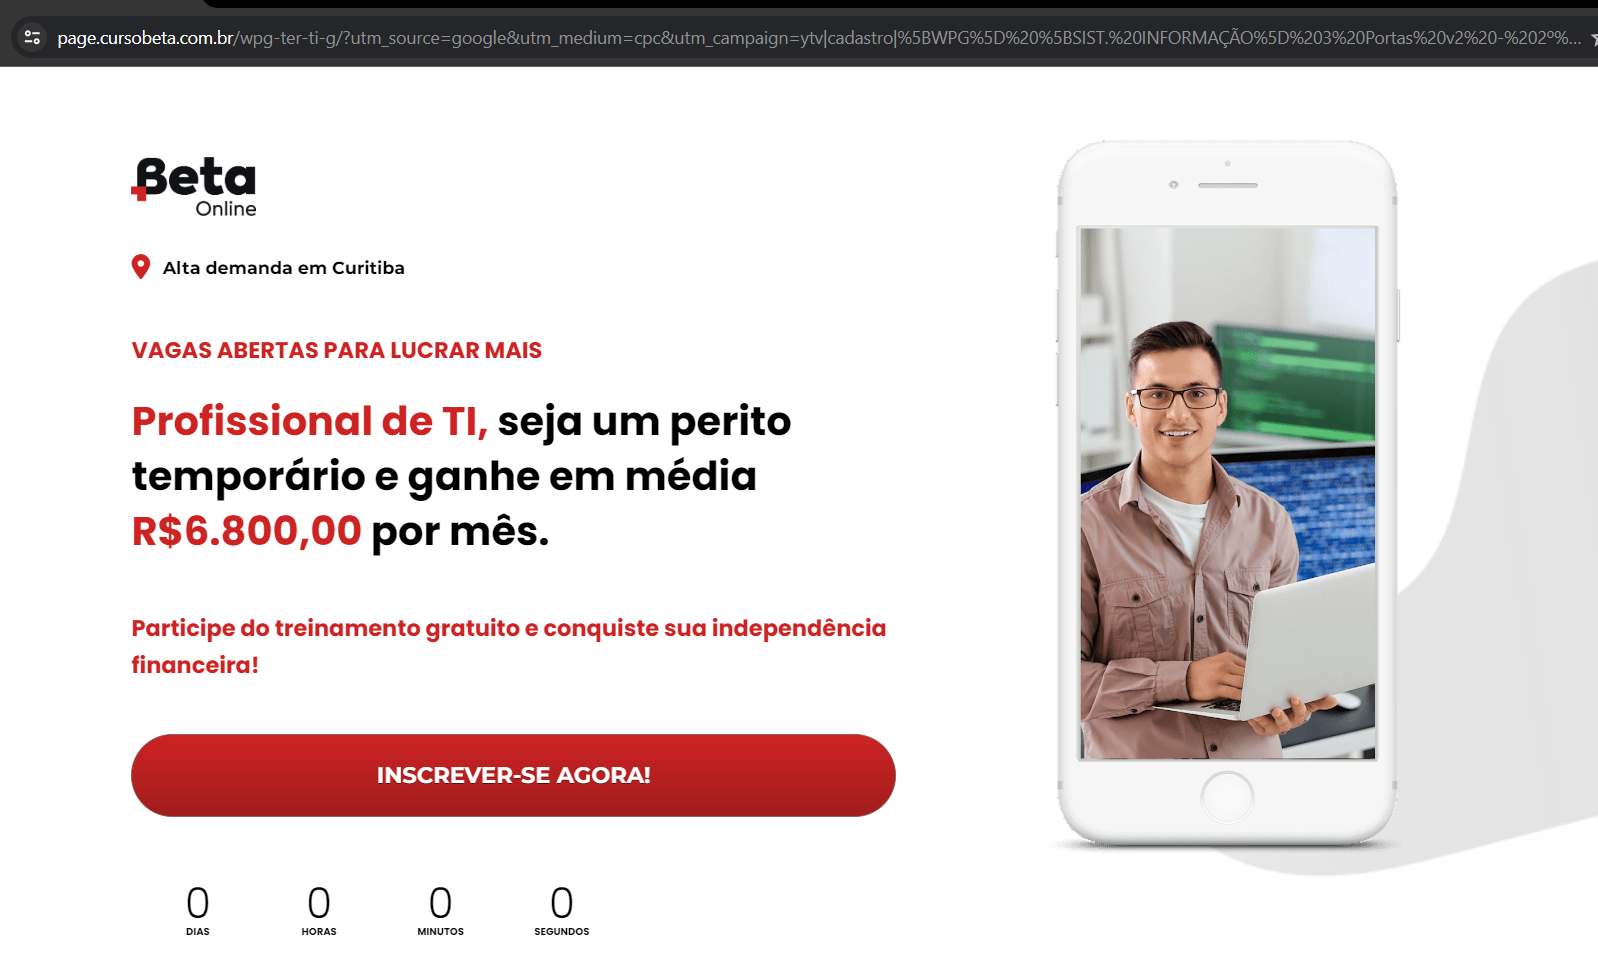 page.cursobeta.com.br/wpg-ter-ti-g/?utm_source=google&utm_medium=cpc&utm_campaign=ytv|cadastro|%5BWPG%5D%20%5BSIST.%20INFORMAÇÃO%5D%203%20Portas%20v2%20-%202º%...
Beta
Online
Alta demanda em Curitiba
VAGAS ABERTAS PARA LUCRAR MAIS
Profissional de TI, seja um perito
temporário e ganhe em média
R$6.800,00 por mês.
Participe do treinamento gratuito e conquiste sua independência
financeira!
INSCREVER-SE AGORA!
0 0 0 0
DIAS HORAS MINUTOS SEGUNDOS